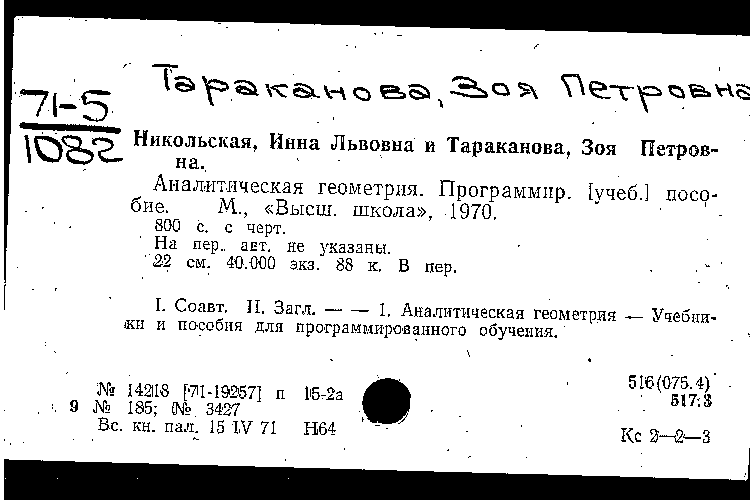 Тараканова, Зоя Петровна
71-5
1082
Никольская, Инна Львовна и Тараканова, Зоя Петров-
на.
Аналитическая геометрия. Программир. [учеб.] посо-
бие. М., «Высш. школа», 1970.
800 с. с черт.
На пер. авт. не указаны.
22 см. 40.000 экз. 88 к. В пер.
I. Соавт. II. Загл. — — 1. Аналитическая геометрия — Учебни-
ки и пособия для программированного обучения.
516(075.4)
517:3
№ 14218 [71-19257] п 15-2а
9 № 185; № 3427
Вс. кн. пал. 15 IV 71 Н64
Кс 2—2—3